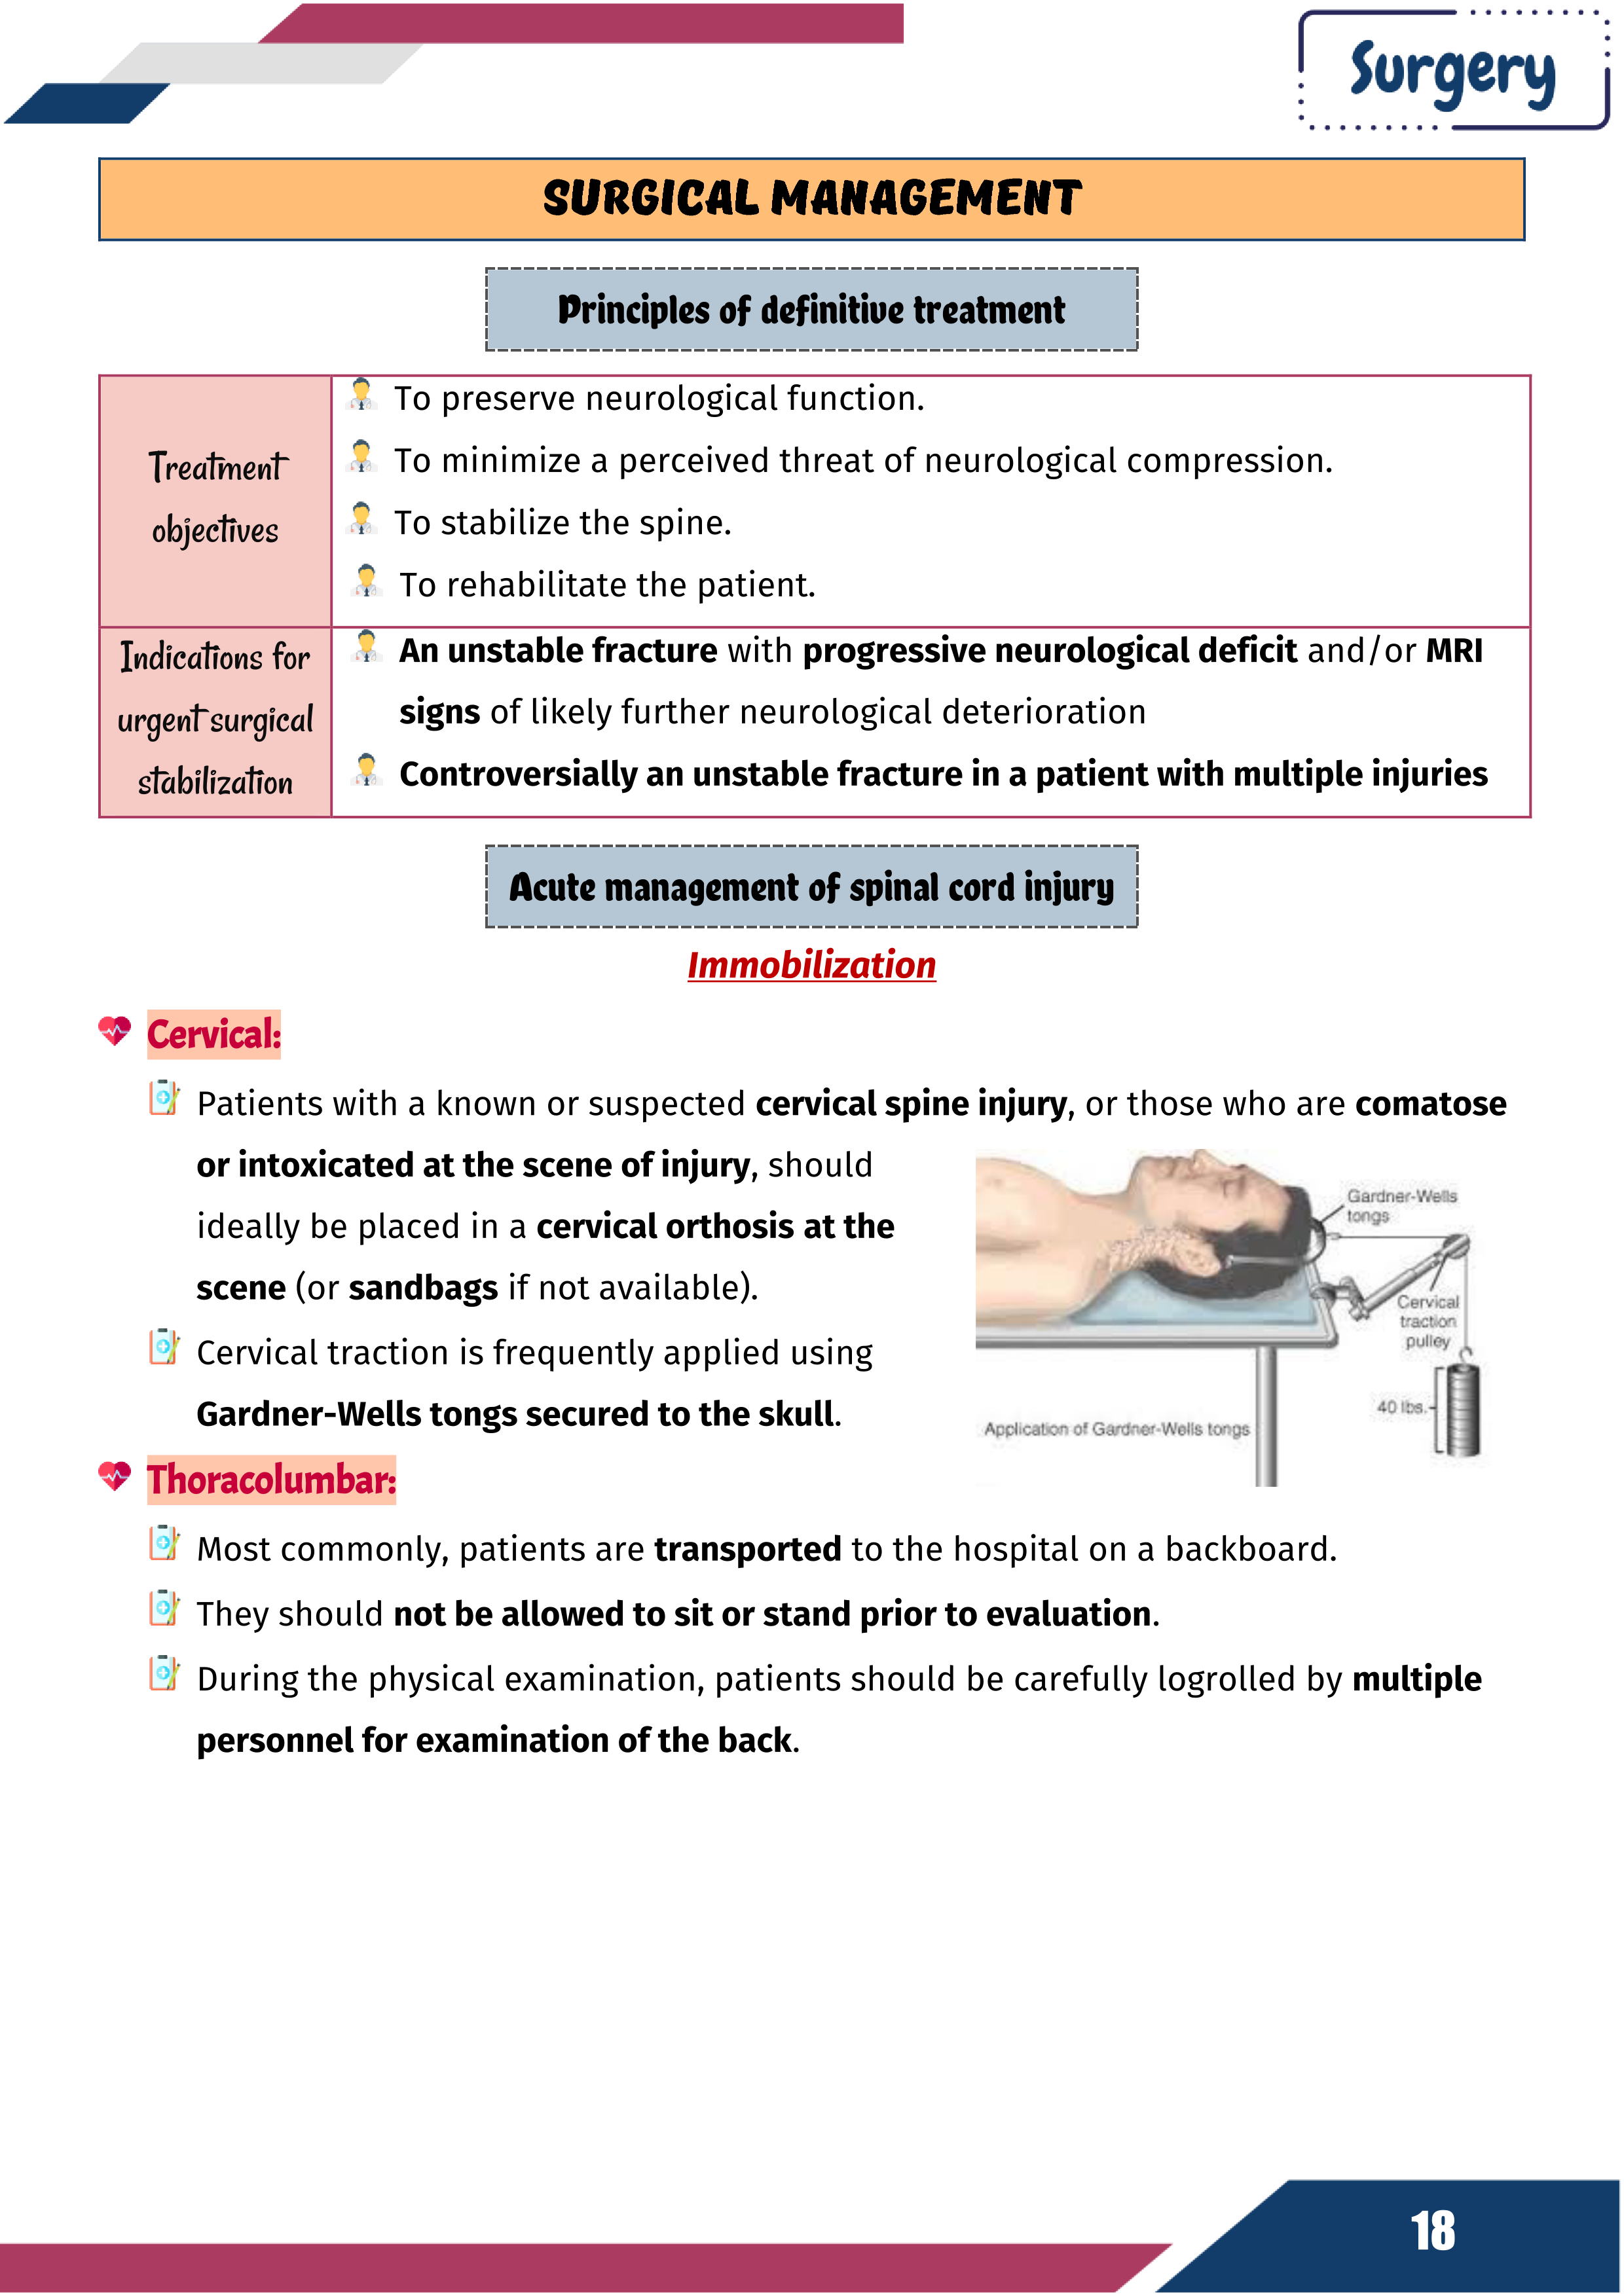 Surgery
SURGICAL MANAGEMENT
Principles of definitive treatment
Treatment
objectives
To preserve neurological function.
To minimize a perceived threat of neurological compression.
To stabilize the spine.
To rehabilitate the patient.
Indications for
urgent surgical
stabilization
An unstable fracture with progressive neurological deficit and/or MRI
signs of likely further neurological deterioration
Controversially an unstable fracture in a patient with multiple injuries
Acute management of spinal cord injury
Immobilization
Cervical:
Patients with a known or suspected cervical spine injury, or those who are comatose
or intoxicated at the scene of injury, should
ideally be placed in a cervical orthosis at the
scene (or sandbags if not available).
Cervical traction is frequently applied using
Gardner-Wells tongs secured to the skull.
Gardner-Wells
tongs
Cervical
traction
pulley
40 lbs.
Application of Gardner-Wells tongs
Thoracolumbar:
Most commonly, patients are transported to the hospital on a backboard.
They should not be allowed to sit or stand prior to evaluation.
During the physical examination, patients should be carefully logrolled by multiple
personnel for examination of the back.
18